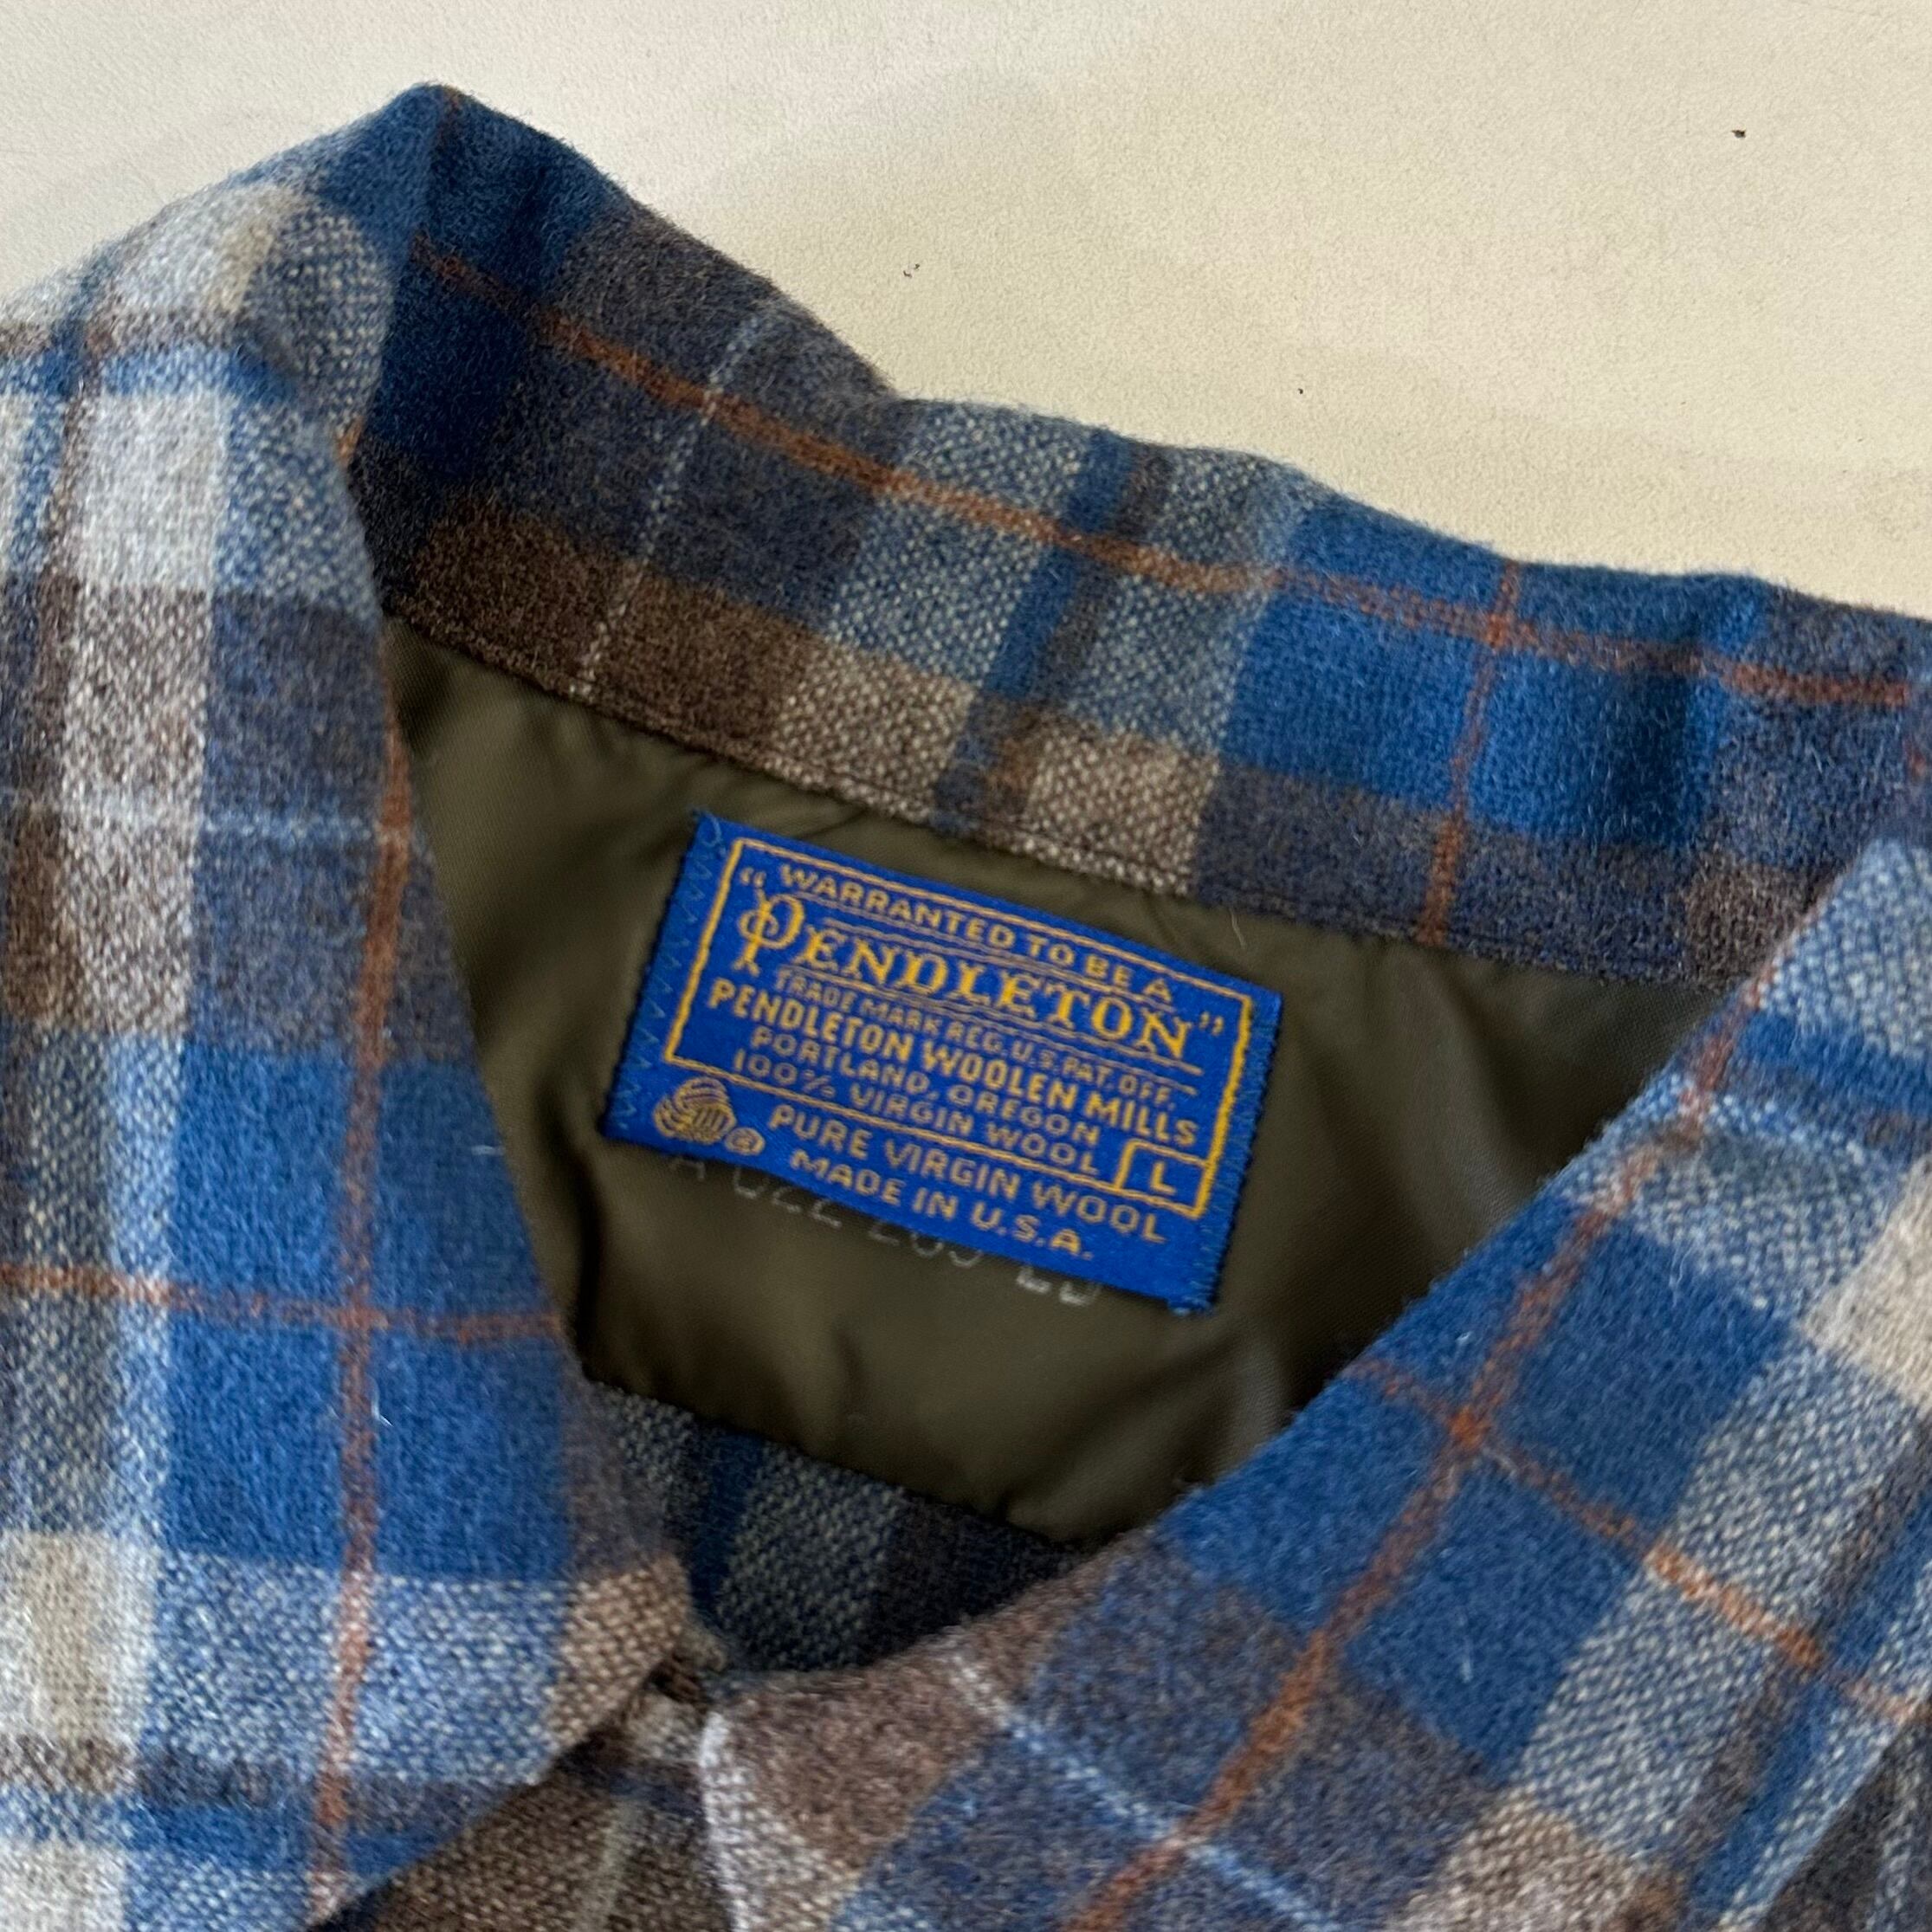 WARRANTED TO BE A
"PENDLETON"
TRADE MARK REG. U.S. PAT. OFF.
PENDLETON WOOLEN MILLS
PORTLAND, OREGON
100% VIRGIN WOOL
L
PURE VIRGIN WOOL
®
MADE IN U.S.A.